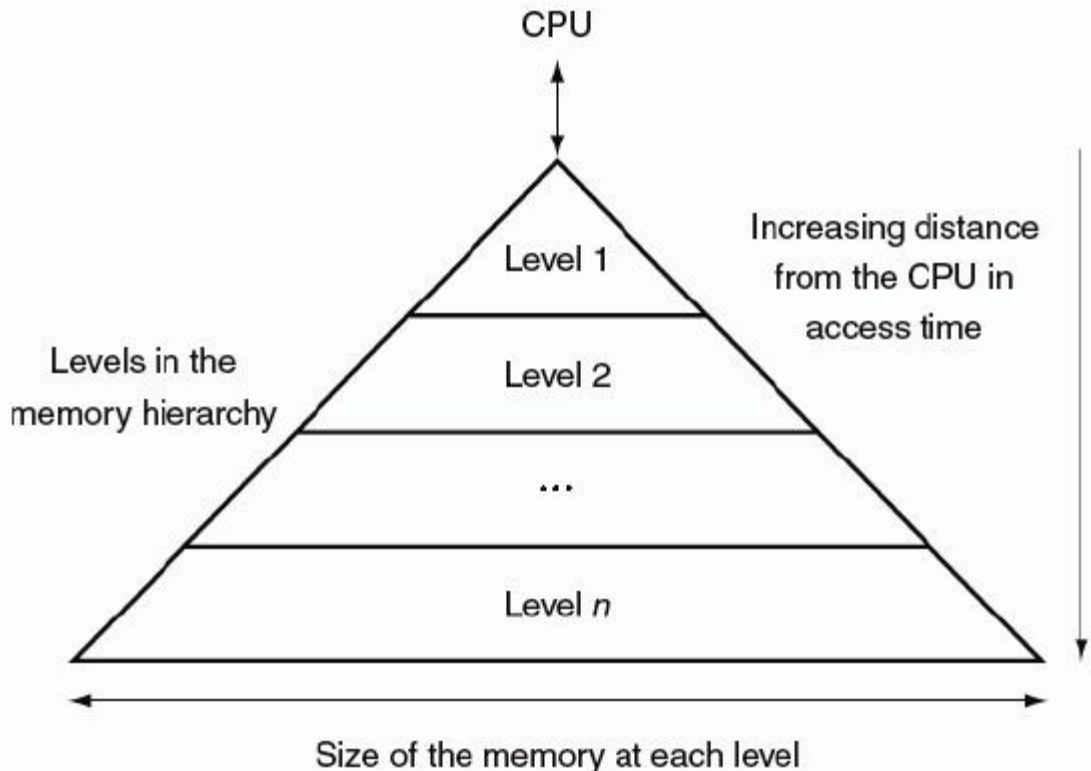 CPU
Level 1
Increasing distance
from the CPU in
access time
Levels in the
memory hierarchy
Level 2
...
Level n
Size of the memory at each level